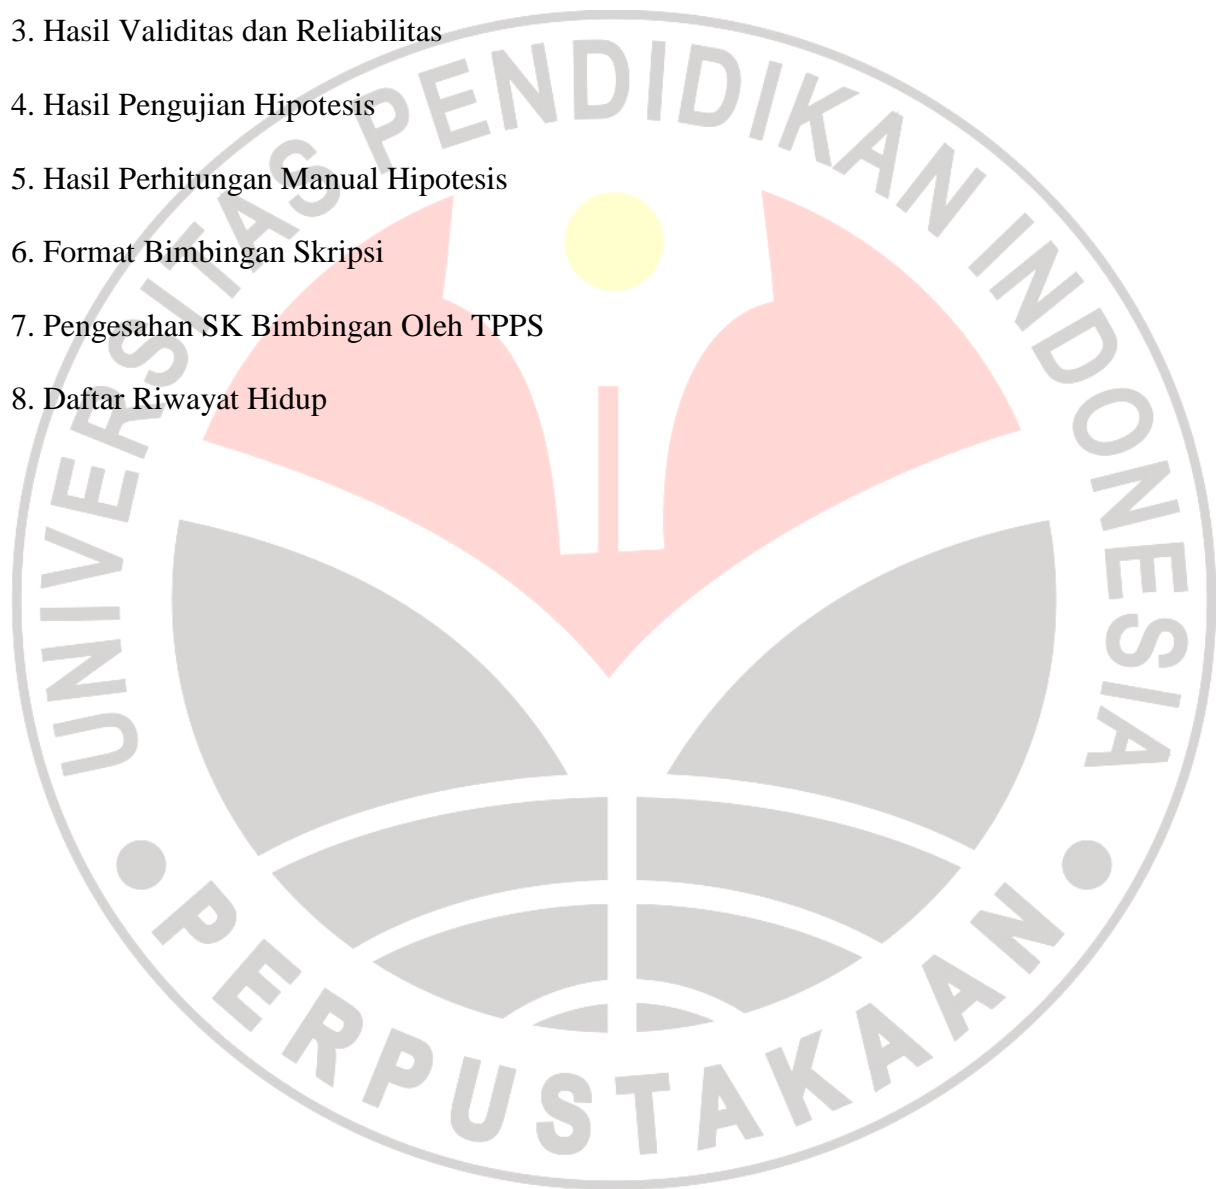 3. Hasil Validitas dan Reliabilitas
4. Hasil Pengujian Hipotesis
5. Hasil Perhitungan Manual Hipotesis
6. Format Bimbingan Skripsi
7. Pengesahan SK Bimbingan Oleh TPPS
8. Daftar Riwayat Hidup
UNIVERSITAS PENDIDIKAN INDONESIA
PERPUSTAKAAN